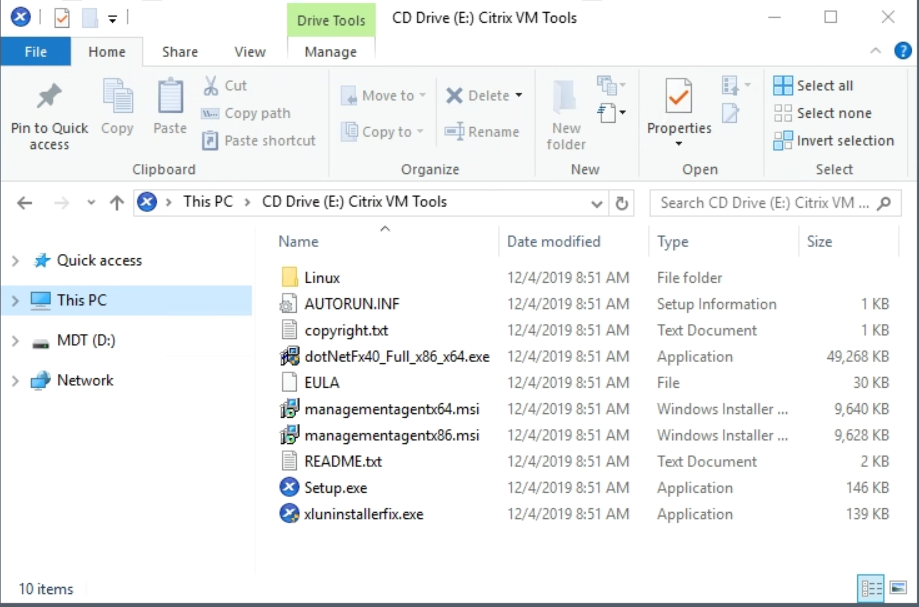 Drive Tools CD Drive (E:) Citrix VM Tools
File Home Share View Manage
Pin to Quick access
Copy
Paste
Cut
Copy path
Paste shortcut
Clipboard
Move to
Copy to
Delete
Rename
Organize
New folder
New
Properties
Open
Select all
Select none
Invert selection
Select
This PC > CD Drive (E:) Citrix VM Tools
Search CD Drive (E:) Citrix VM ...
Quick access
This PC
MDT (D:)
Network
Name Date modified Type Size
Linux 12/4/2019 8:51 AM File folder
AUTORUN.INF 12/4/2019 8:51 AM Setup Information 1 KB
copyright.txt 12/4/2019 8:51 AM Text Document 1 KB
dotNetFx40_Full_x86_x64.exe 12/4/2019 8:51 AM Application 49,268 KB
EULA 12/4/2019 8:51 AM File 30 KB
managementagentx64.msi 12/4/2019 8:51 AM Windows Installer ... 9,640 KB
managementagentx86.msi 12/4/2019 8:51 AM Windows Installer ... 9,628 KB
README.txt 12/4/2019 8:51 AM Text Document 2 KB
Setup.exe 12/4/2019 8:51 AM Application 146 KB
xluninstallerfix.exe 12/4/2019 8:51 AM Application 139 KB
10 items